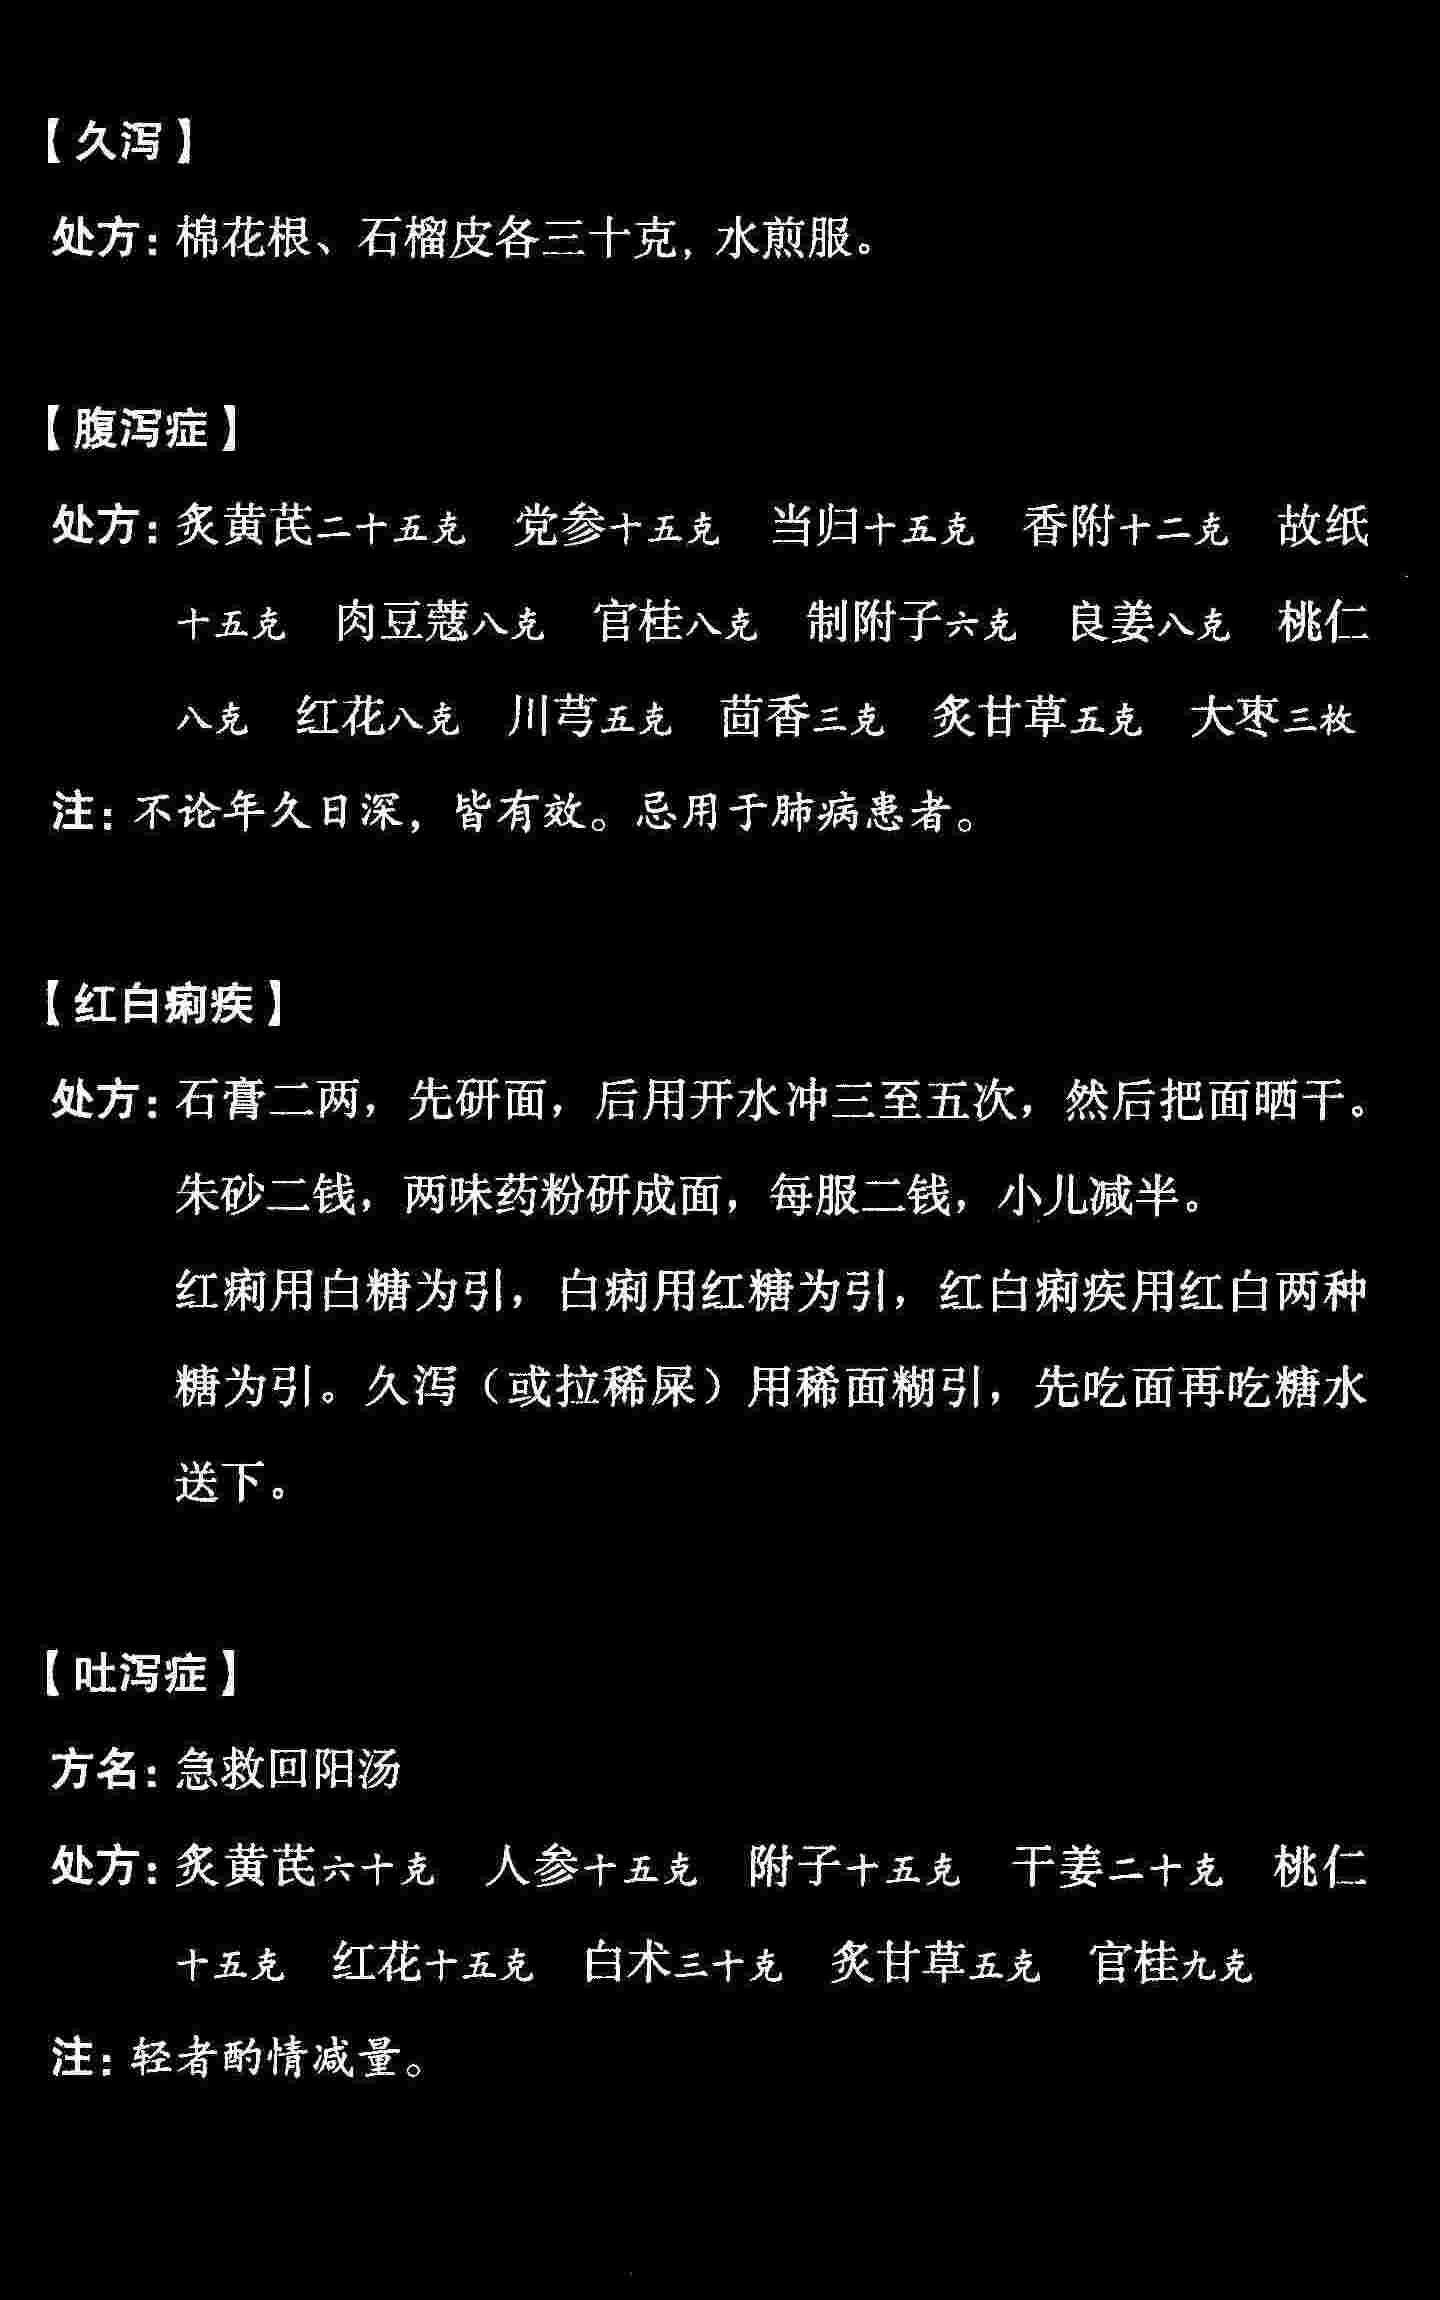 【久泻】
处方：棉花根、石榴皮各三十克，水煎服。
【腹泻症】
处方：炙黄芪二十五克 党参十五克 当归十五克 香附十二克 故纸
十五克 肉豆蔻八克 官桂八克 制附子六克 良姜八克 桃仁
八克 红花八克 川芎五克 茴香三克 炙甘草五克 大枣三枚
注：不论年久日深，皆有效。忌用于肺病患者。
【红白痢疾】
处方：石膏二两，先研面，后用开水冲三至五次，然后把面晒干。
朱砂二钱，两味药粉研成面，每服二钱，小儿减半。
红痢用白糖为引，白痢用红糖为引，红白痢疾用红白两种
糖为引。久泻（或拉稀屎）用稀面糊引，先吃面再吃糖水
送下。
【吐泻症】
方名：急救回阳汤
处方：炙黄芪六十克 人参十五克 附子十五克 干姜二十克 桃仁
十五克 红花十五克 白术三十克 炙甘草五克 官桂九克
注：轻者酌情减量。